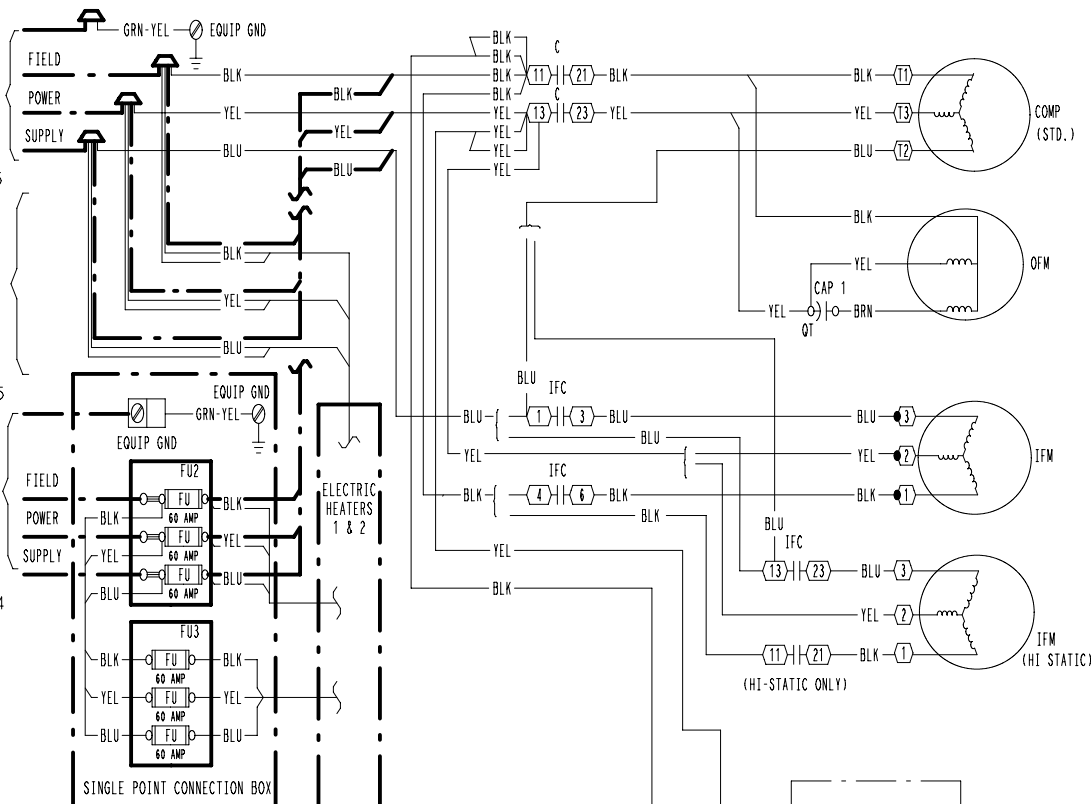 GRN-YEL EQUIP GND
FIELD
POWER
SUPPLY
BLK
YEL
BLU
BLK
YEL
BLU
BLK
YEL
BLU
BLK
BLK
BLK
BLK
YEL
YEL
YEL
YEL
C
11 21 BLK
C
13 23 YEL
BLK T1
YEL T3
BLU T2
COMP
(STD.)
BLK
YEL
OFM
CAP 1
YEL BRN
QT
BLU
IFC
BLU 1 3 BLU
BLU
YEL
IFC
BLK 4 6 BLK
BLK
BLU 3
YEL 2
BLK 1
IFM
YEL
BLK
BLU
IFC
13 23 BLU 3
YEL 2
11 21 BLK 1
(HI-STATIC ONLY)
IFM
(HI STATIC)
EQUIP GND
GRN-YEL
EQUIP GND
FIELD
POWER
SUPPLY
FU2
FU
60 AMP
FU
60 AMP
FU
60 AMP
BLK
YEL
BLU
BLK
YEL
BLU
ELECTRIC
HEATERS
1 & 2
FU3
BLK FU BLK
60 AMP
YEL FU YEL
60 AMP
BLU FU BLU
60 AMP
SINGLE POINT CONNECTION BOX